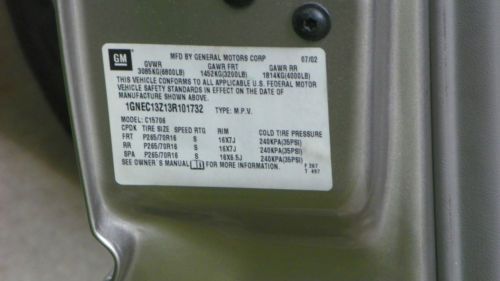 GM
MFD BY GENERAL MOTORS CORP 07/02
GVWR GAWR FRT GAWR RR
3085KG(6800LB) 1452KG(3200LB) 1814KG(4000LB)
THIS VEHICLE CONFORMS TO ALL APPLICABLE U.S. FEDERAL MOTOR
VEHICLE SAFETY STANDARDS IN EFFECT ON THE DATE OF
MANUFACTURE SHOWN ABOVE.
1GNEC13Z13R101732 TYPE: M.P.V.
MODEL: C15706
CPDK TIRE SIZE SPEED RTG RIM COLD TIRE PRESSURE
FRT P265/70R16 S 16X7J 240KPA(35PSI)
RR P265/70R16 S 16X7J 240KPA(35PSI)
SPA P265/70R16 S 16X6.5J 240KPA(35PSI)
SEE OWNER'S MANUAL FOR MORE INFORMATION.
F 267
T 497